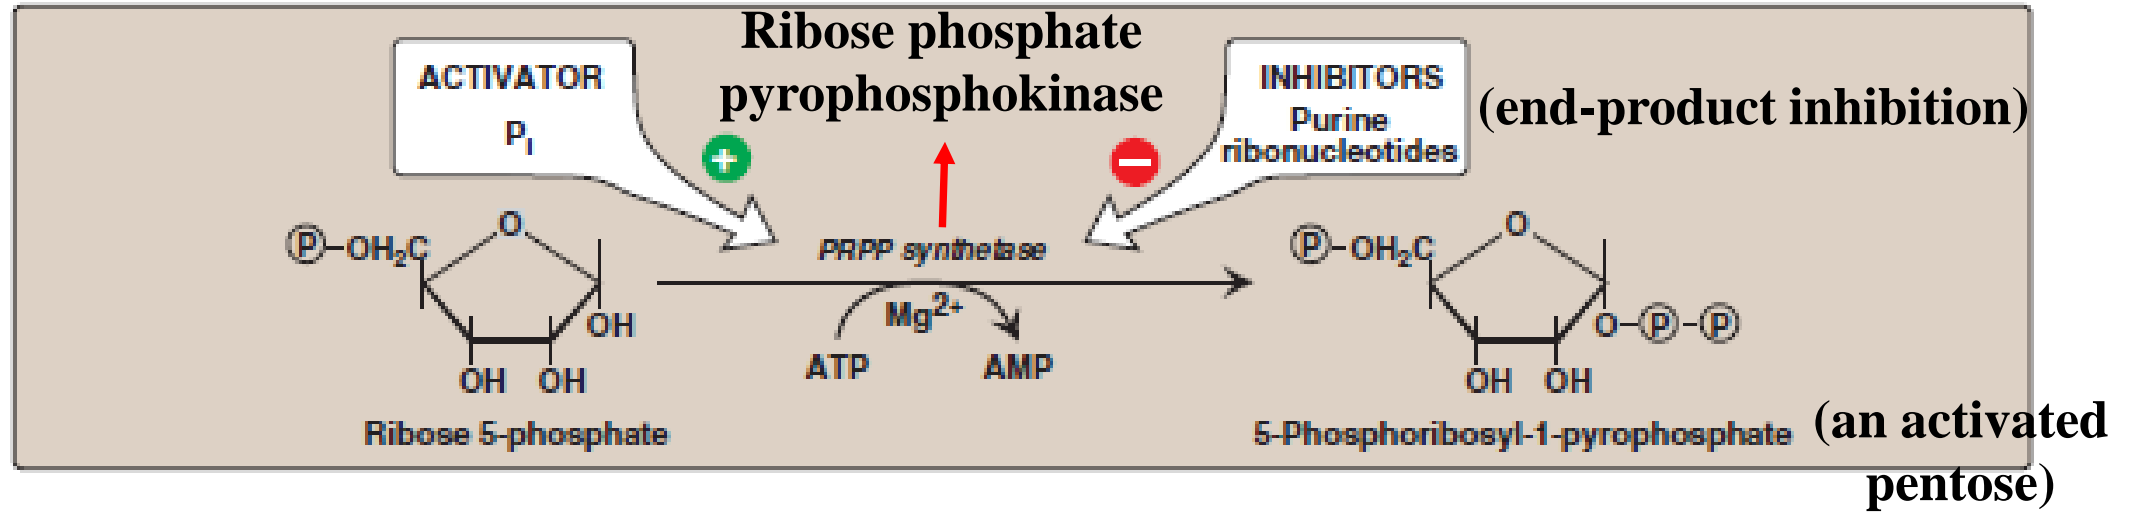 Ribose phosphate
pyrophosphokinase
ACTIVATOR
Pi
+
INHIBITORS
Purine
ribonucleotides
(end-product inhibition)
−
P-OH2C
O
OH
OH OH
Ribose 5-phosphate
PRPP synthetase
Mg2+
ATP
AMP
P-OH2C
O
O-P-P
OH OH
5-Phosphoribosyl-1-pyrophosphate
(an activated
pentose)